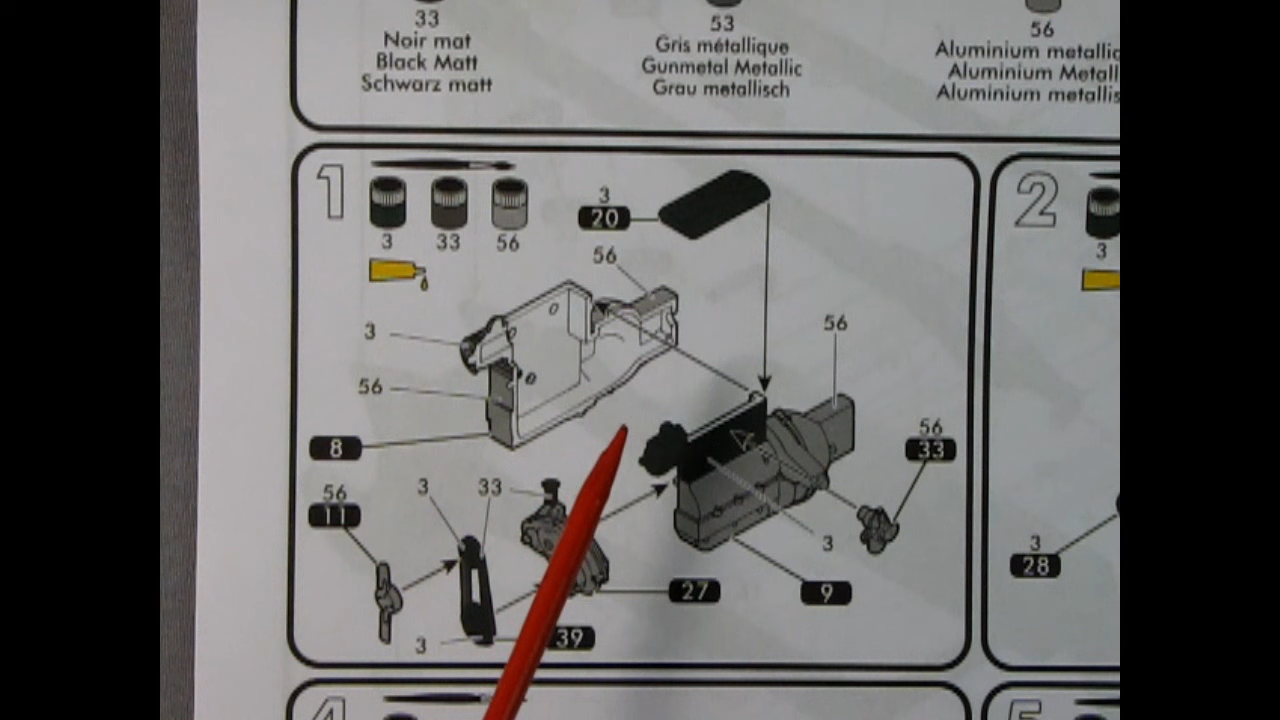 33
Noir mat
Black Matt
Schwarz matt
53
Gris métallique
Gunmetal Metallic
Grau metallisch
56
Aluminium metallic
Aluminium Metall
Aluminium metallis
1
3 33 56
3
20
56
3
56
8
56
56
11
3 33
56
33
3
27
9
3
39
2
3
3
28
4
5